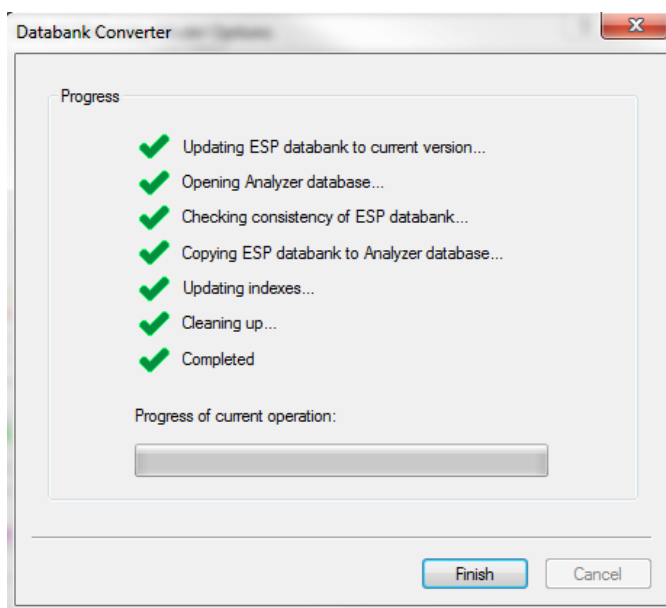 Databank Converter
Progress
Updating ESP databank to current version...
Opening Analyzer database...
Checking consistency of ESP databank...
Copying ESP databank to Analyzer database...
Updating indexes...
Cleaning up...
Completed
Progress of current operation:
Finish
Cancel